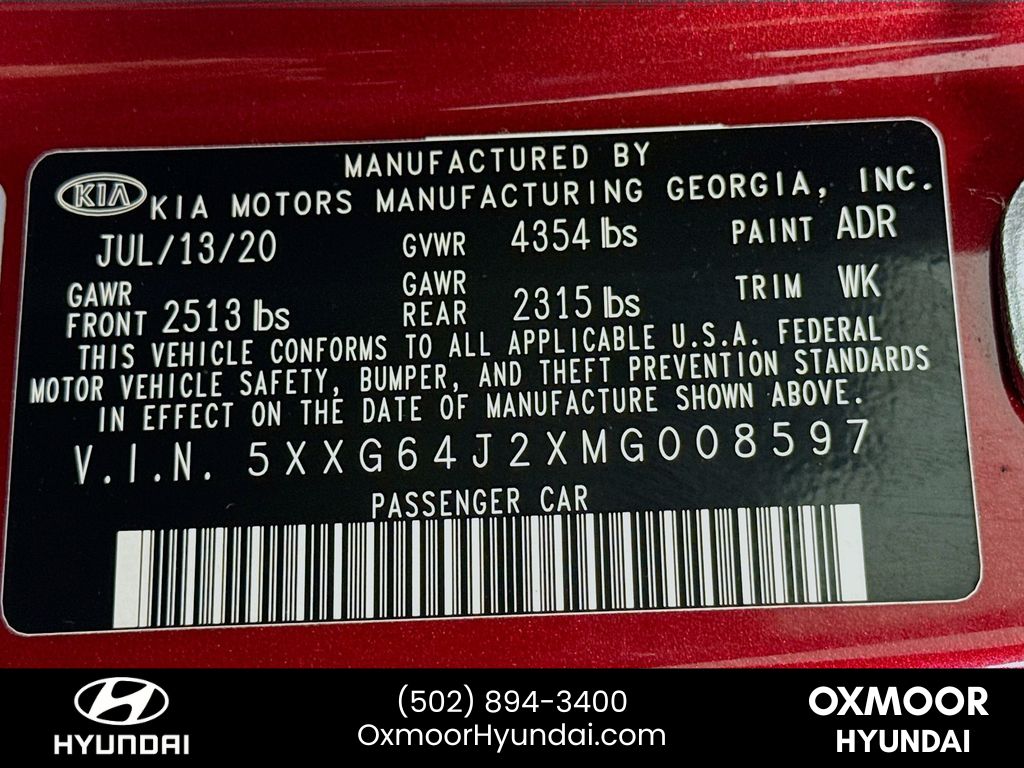 MANUFACTURED BY
KIA KIA MOTORS MANUFACTURING GEORGIA, INC.
JUL/13/20 GVWR 4354 lbs PAINT ADR
GAWR FRONT 2513 lbs GAWR REAR 2315 lbs TRIM WK
THIS VEHICLE CONFORMS TO ALL APPLICABLE U.S.A. FEDERAL
MOTOR VEHICLE SAFETY, BUMPER, AND THEFT PREVENTION STANDARDS
IN EFFECT ON THE DATE OF MANUFACTURE SHOWN ABOVE.
V.I.N. 5XXG64J2XMG008597
PASSENGER CAR
HYUNDAI
(502) 894-3400
OxmoorHyundai.com
OXMOOR
HYUNDAI